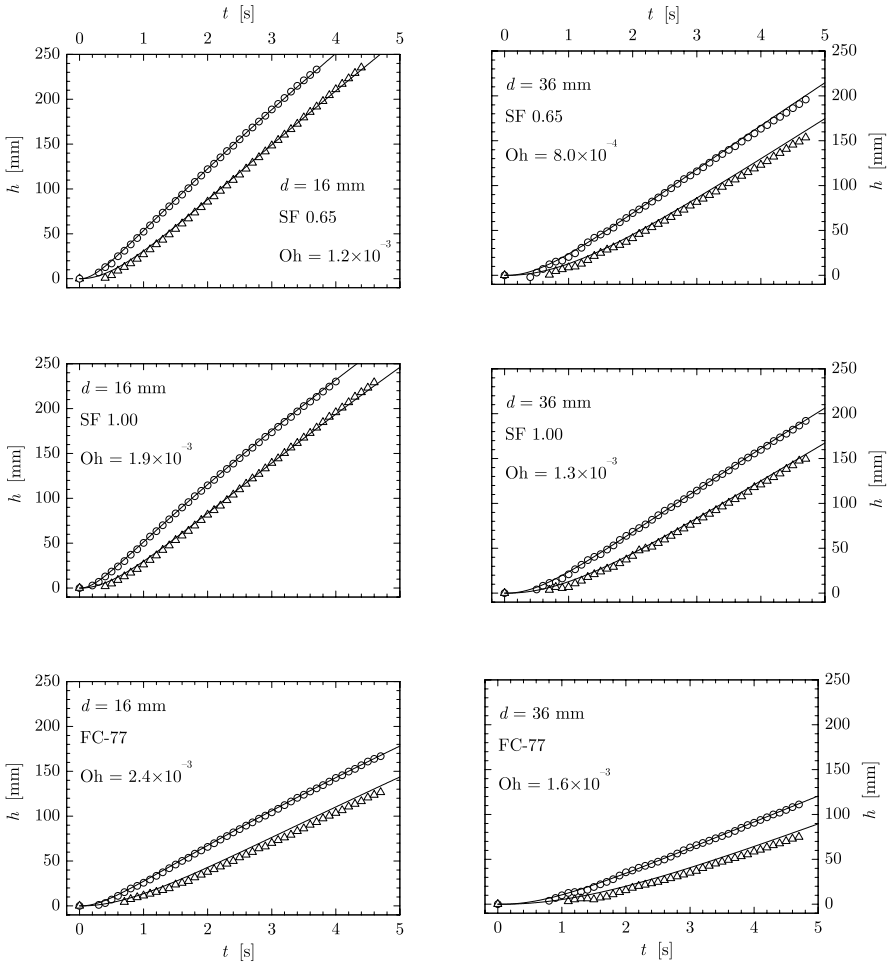 t [s]
0 1 2 3 4 5
250
200
150
100
50
0
h [mm]
d = 16 mm
SF 0.65
Oh = 1.2×10⁻³
t [s]
0 1 2 3 4 5
250
200
150
100
50
0
h [mm]
d = 36 mm
SF 0.65
Oh = 8.0×10⁻⁴
250
200
150
100
50
0
h [mm]
d = 16 mm
SF 1.00
Oh = 1.9×10⁻³
250
200
150
100
50
0
h [mm]
d = 36 mm
SF 1.00
Oh = 1.3×10⁻³
250
200
150
100
50
0
h [mm]
d = 16 mm
FC-77
Oh = 2.4×10⁻³
0 1 2 3 4 5
t [s]
250
200
150
100
50
0
h [mm]
d = 36 mm
FC-77
Oh = 1.6×10⁻³
0 1 2 3 4 5
t [s]